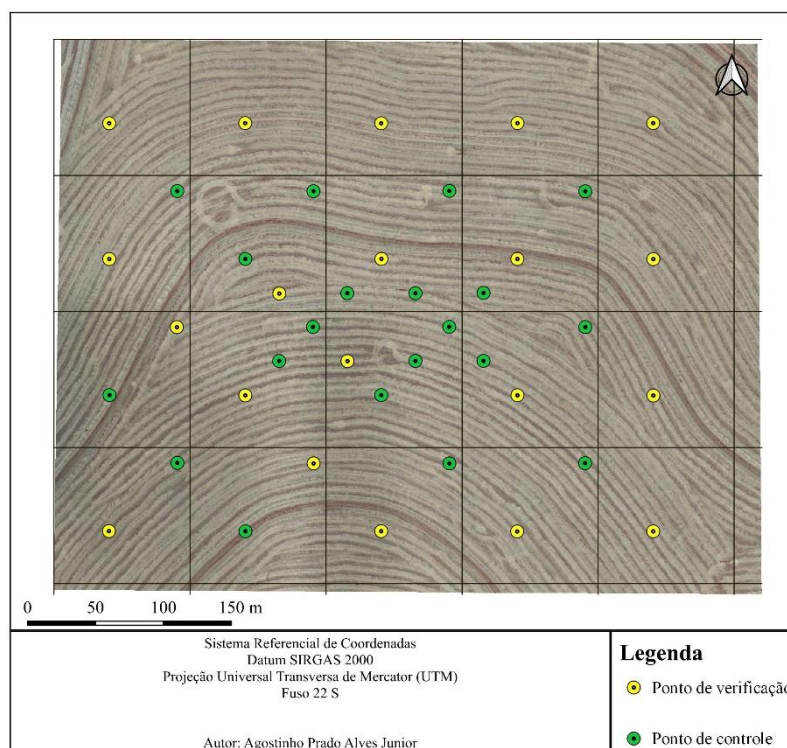 0 50 100 150 m
Sistema Referencial de Coordenadas
Datum SIRGAS 2000
Projeção Universal Transversa de Mercator (UTM)
Fuso 22 S
Autor: Agostinho Prado Alves Junior
Legenda
Ponto de verificação
Ponto de controle